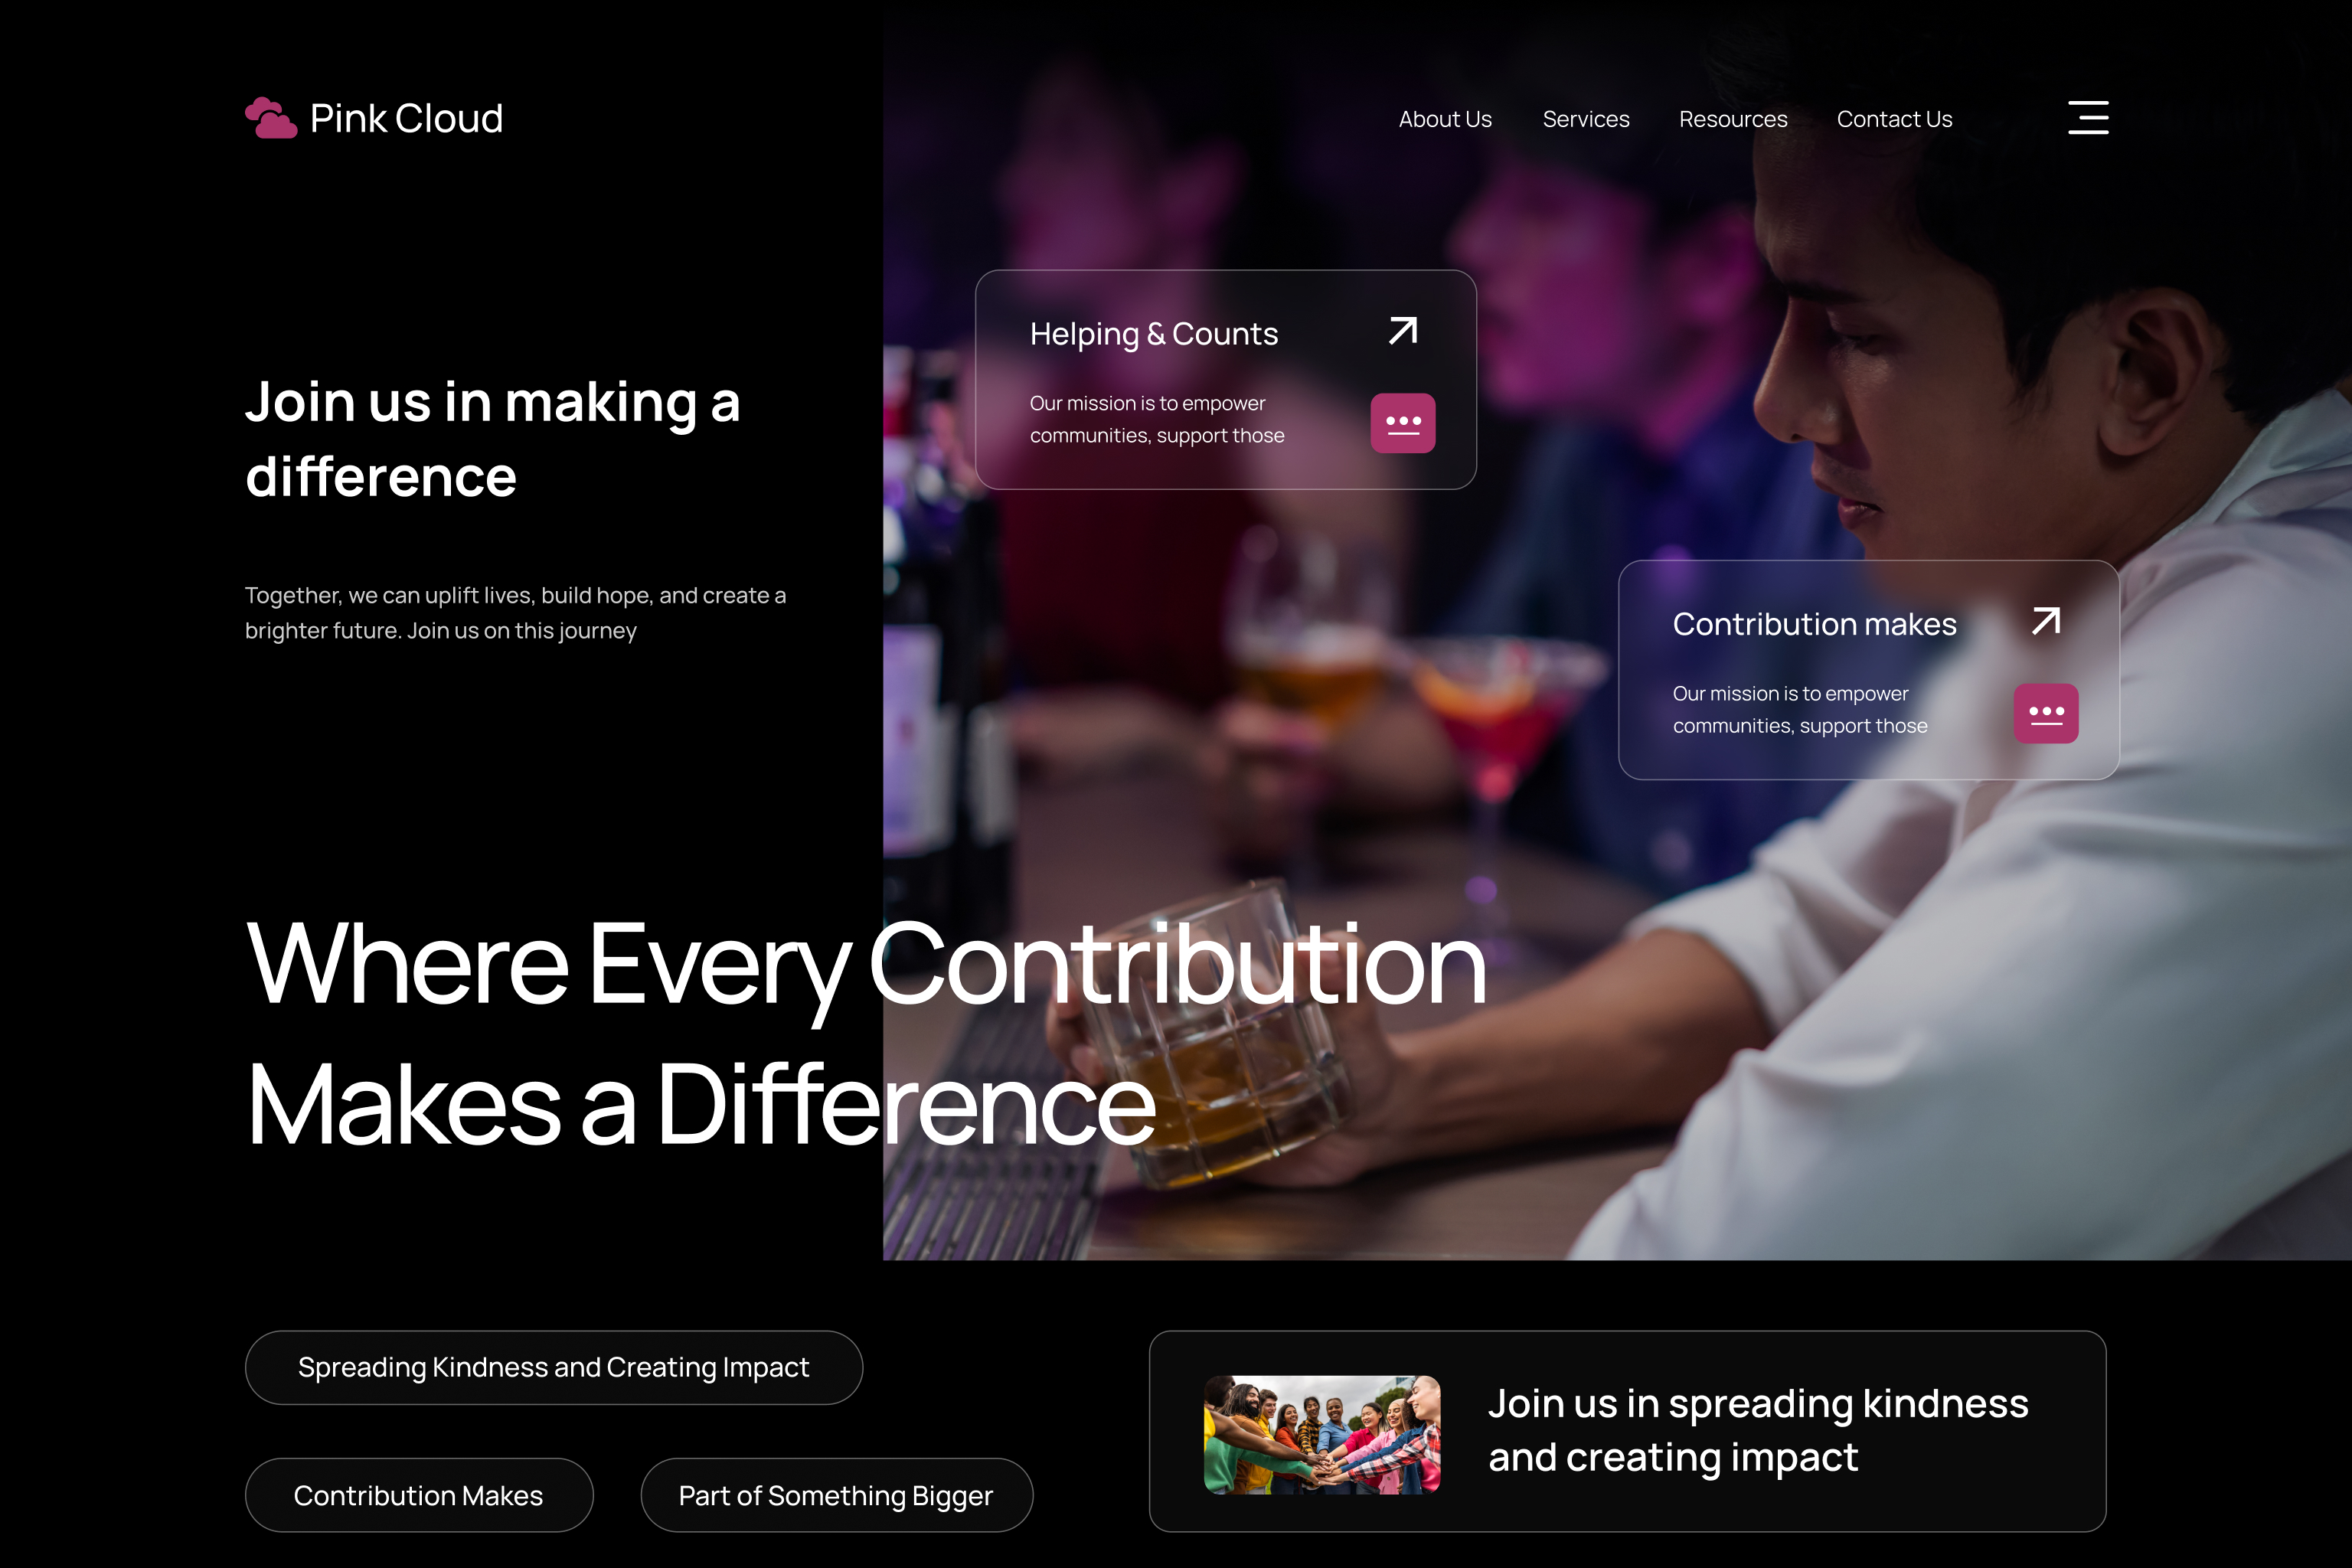 Pink Cloud
About Us
Services
Resources
Contact Us
Join us in making a
difference
Together, we can uplift lives, build hope, and create a
brighter future. Join us on this journey
Helping & Counts
Our mission is to empower
communities, support those
Contribution makes
Our mission is to empower
communities, support those
Where Every Contribution
Makes a Difference
Spreading Kindness and Creating Impact
Contribution Makes
Part of Something Bigger
Join us in spreading kindness
and creating impact